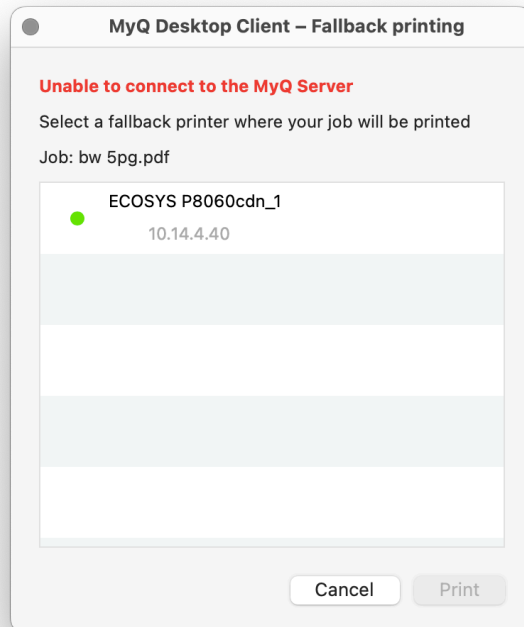 MyQ Desktop Client – Fallback printing
Unable to connect to the MyQ Server
Select a fallback printer where your job will be printed
Job: bw 5pg.pdf
ECOSYS P8060cdn_1
10.14.4.40
Cancel
Print